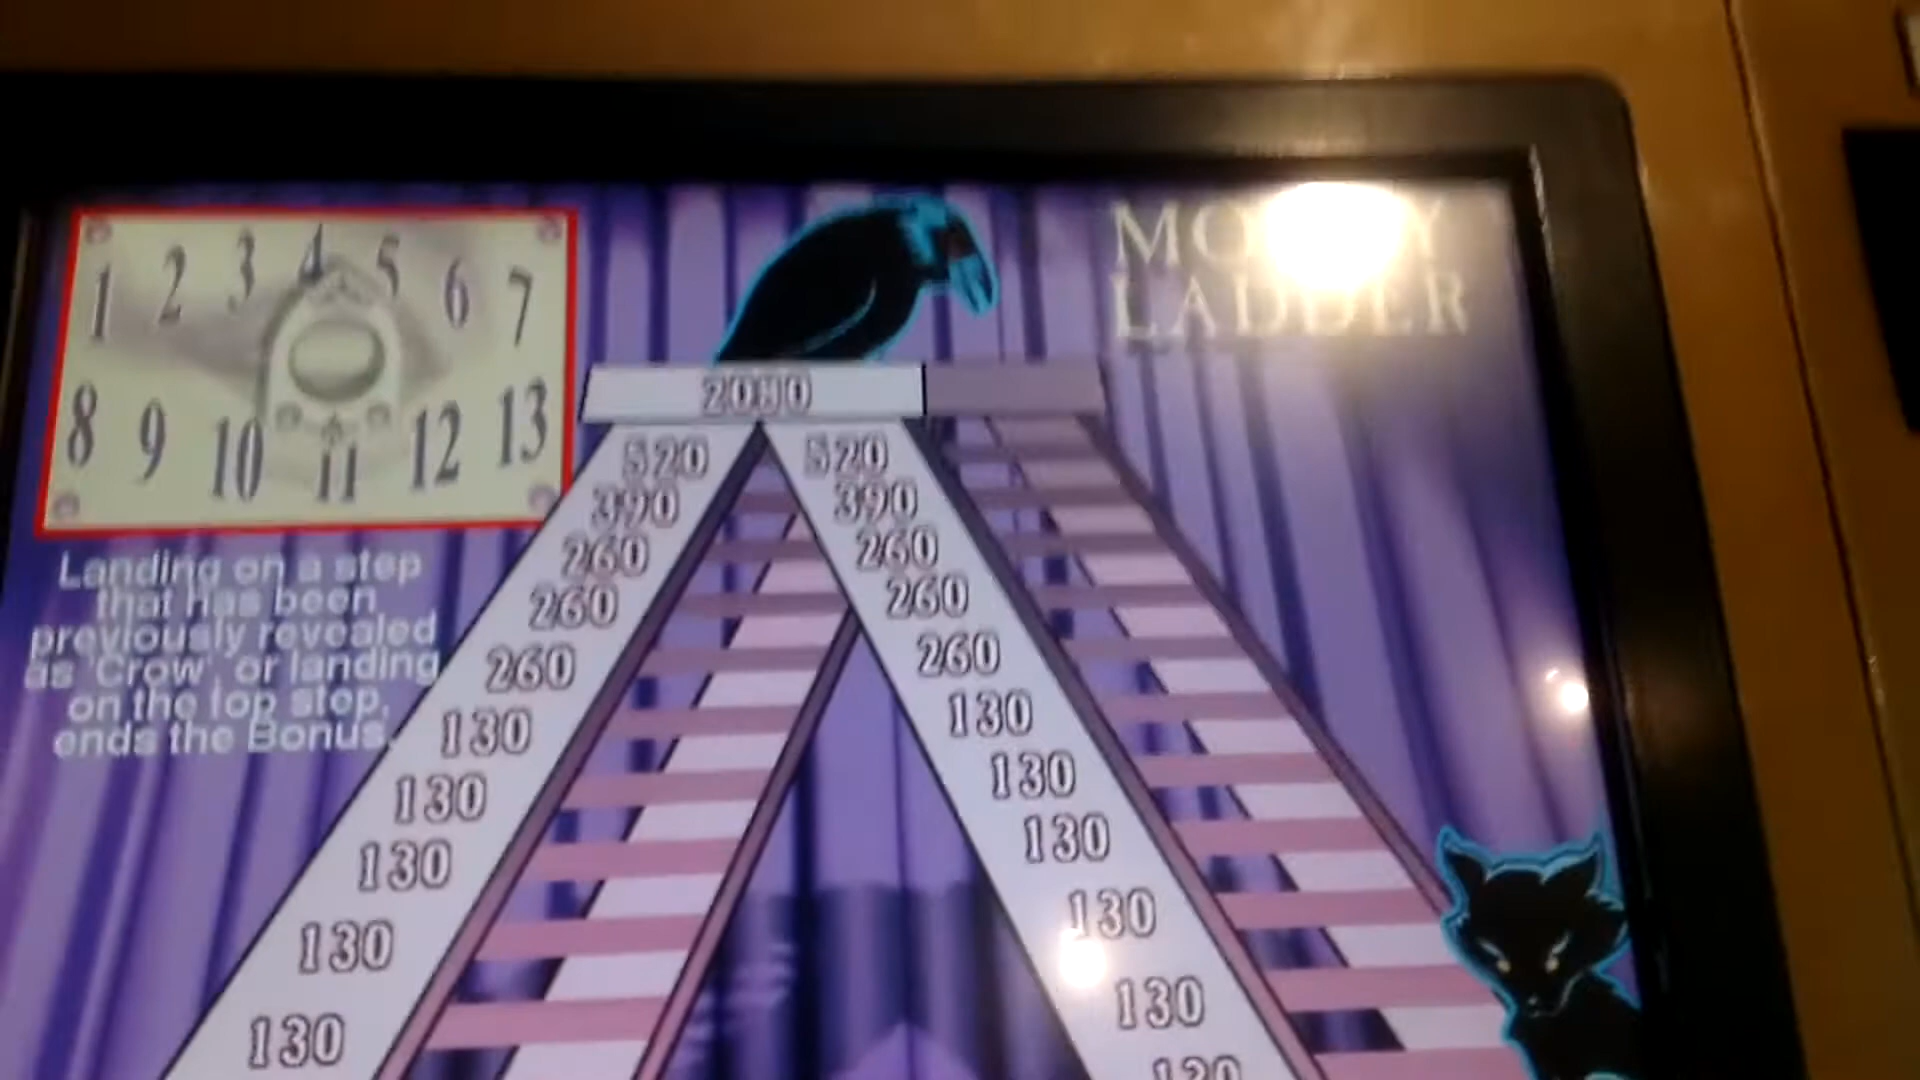 1 2 3 4 5 6 7
8 9 10 11 12 13
LADDER
2080
520 520
390 390
260 260
260 260
260 260
130 130
130 130
130 130
130 130
130 130
130
Landing on a step
that has been
previously revealed
as 'Crow', or landing
on the top step,
ends the Bonus.